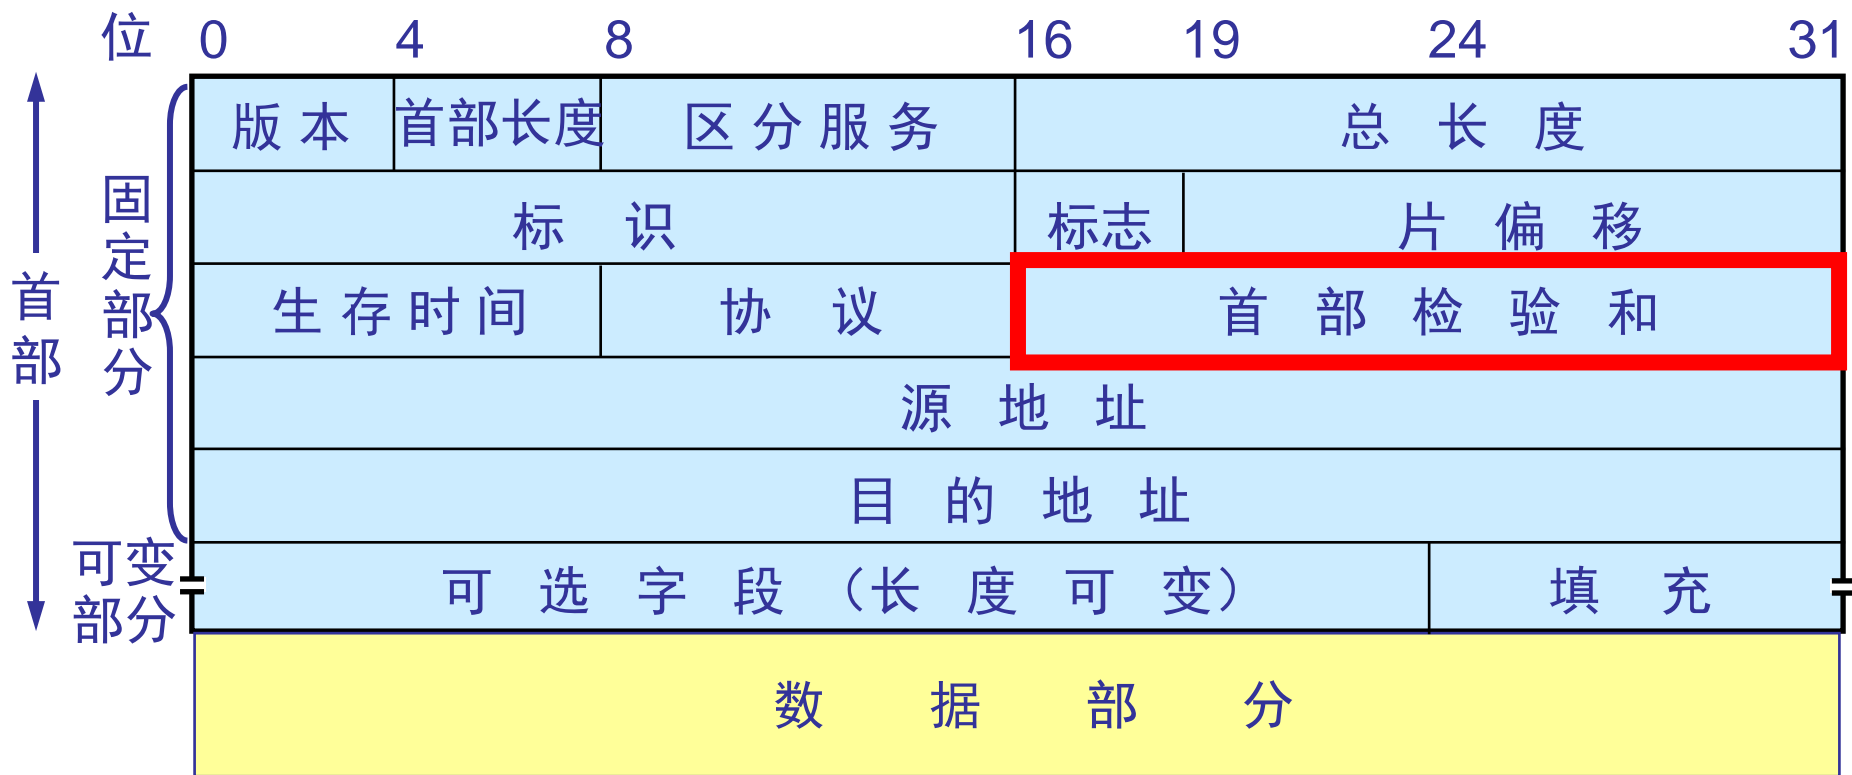 位 0 4 8 16 19 24 31
版本 首部长度 区分服务 总长度
标识 标志 片偏移
生存时间 协议 首部检验和
源地址
目的地址
可选字段（长度可变） 填充
数据部分
首部
固定部分
可变部分